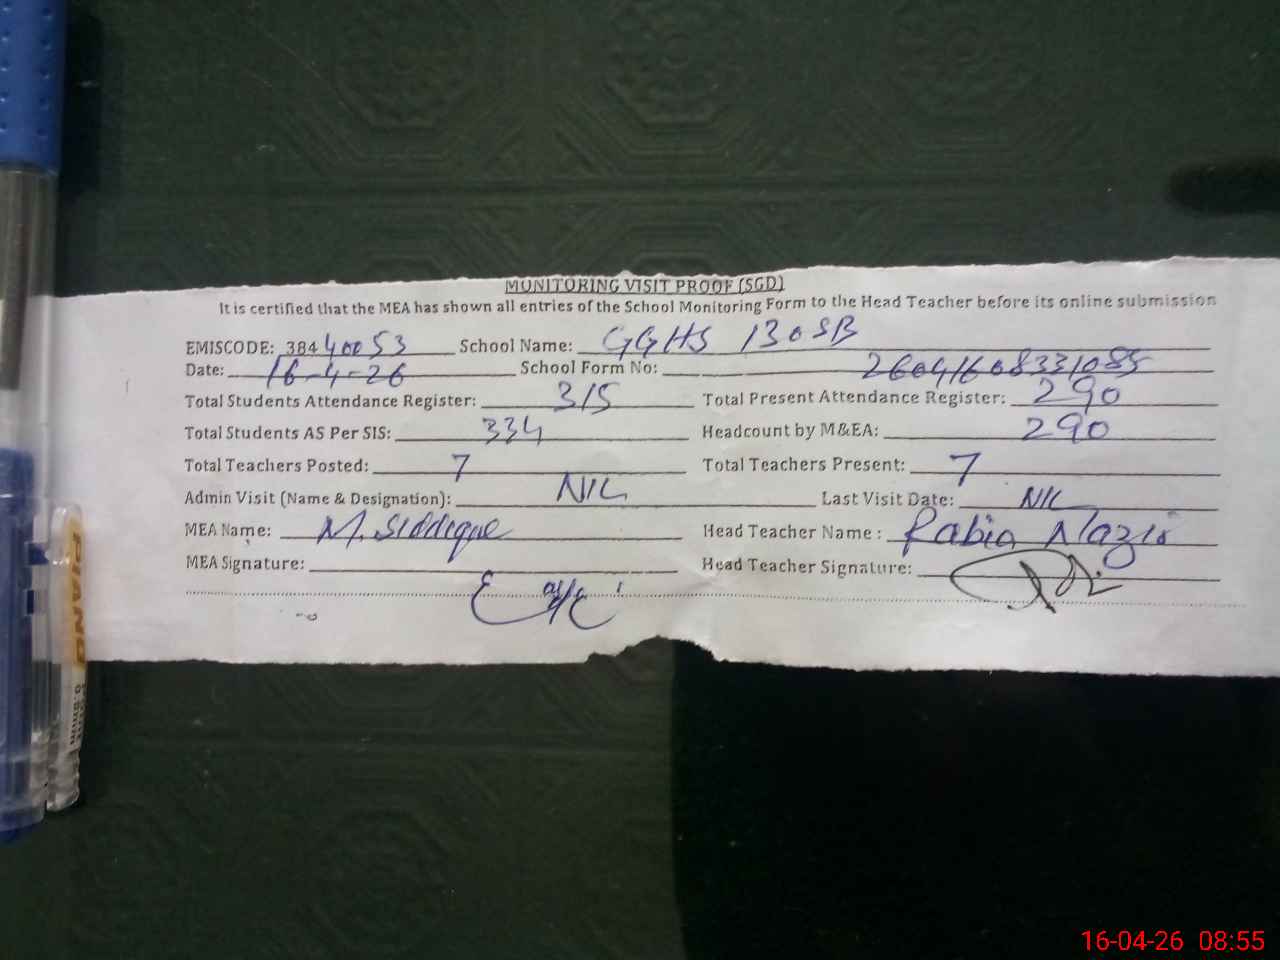 MONITORING VISIT PROOF (SGD)
It is certified that the MEA has shown all entries of the School Monitoring Form to the Head Teacher before its online submission
EMISCODE: 38440053 School Name: GGHS 130SB
Date: 16-4-26 School Form No: 26041608331085
Total Students Attendance Register: 315 Total Present Attendance Register: 290
Total Students AS Per SIS: 334 Headcount by M&EA: 290
Total Teachers Posted: 7 Total Teachers Present: 7
Admin Visit (Name & Designation): NIL Last Visit Date: NIL
MEA Name: M. Siddique Head Teacher Name : Rabia Nazir
MEA Signature: Head Teacher Signature:
PIANO
0.8mm
16-04-26 08:55